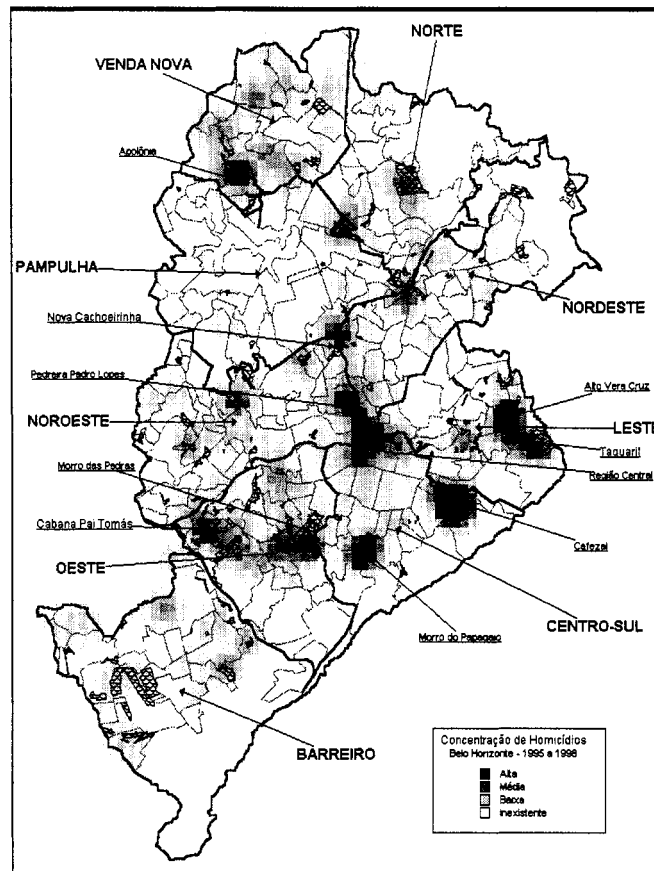 NORTE
VENDA NOVA
Apolônia
PAMPULHA
NORDESTE
Nova Cachoeirinha
Pedreira Pedro Lopes
Alto Vera Cruz
NOROESTE
LESTE
Taquaril
Morro das Pedras
Região Central
Cabana Pai Tomás
Cafezal
OESTE
CENTRO-SUL
Morro do Papagaio
BARREIRO
Concentração de Homicídios
Belo Horizonte - 1995 a 1998
Alta
Média
Baixa
Inexistente